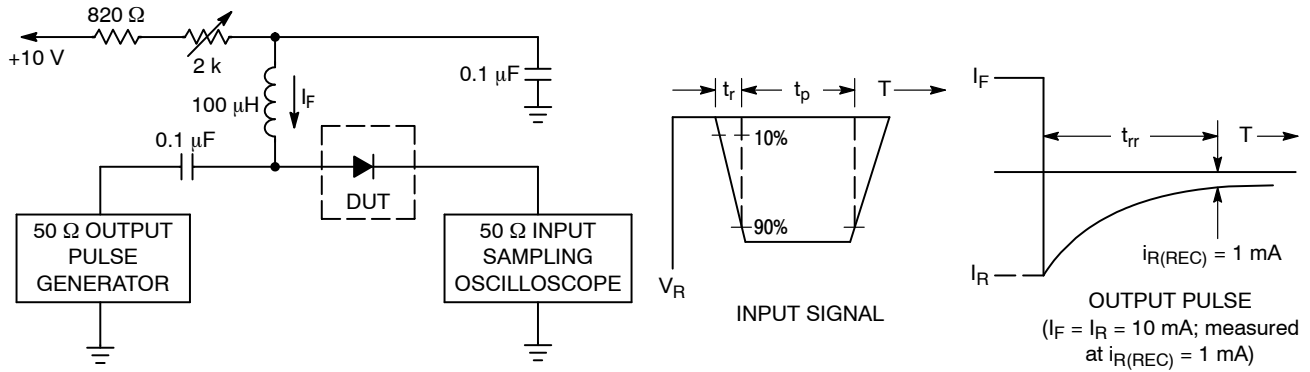 820 Ω
+10 V
2 k
100 μH
I_F
0.1 μF
0.1 μF
DUT
50 Ω OUTPUT
PULSE
GENERATOR
50 Ω INPUT
SAMPLING
OSCILLOSCOPE
t_r
t_p
T
10%
90%
V_R
INPUT SIGNAL
I_F
t_rr
T
I_R
i_R(REC) = 1 mA
OUTPUT PULSE
(I_F = I_R = 10 mA; measured
at i_R(REC) = 1 mA)